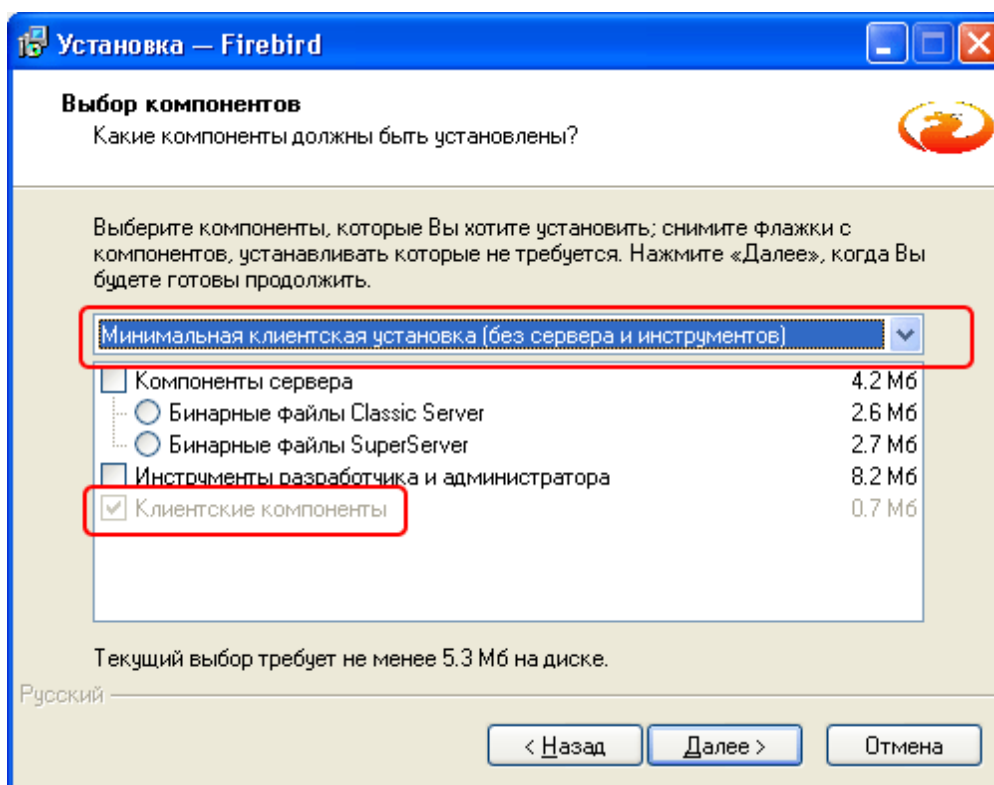 Установка — Firebird
Выбор компонентов
Какие компоненты должны быть установлены?
Выберите компоненты, которые Вы хотите установить; снимите флажки с
компонентов, устанавливать которые не требуется. Нажмите «Далее», когда Вы
будете готовы продолжить.
Минимальная клиентская установка (без сервера и инструментов)
Компоненты сервера 4.2 Мб
Бинарные файлы Classic Server 2.6 Мб
Бинарные файлы SuperServer 2.7 Мб
Инструменты разработчика и администратора 8.2 Мб
Клиентские компоненты 0.7 Мб
Текущий выбор требует не менее 5.3 Мб на диске.
Русский
< Назад Далее > Отмена